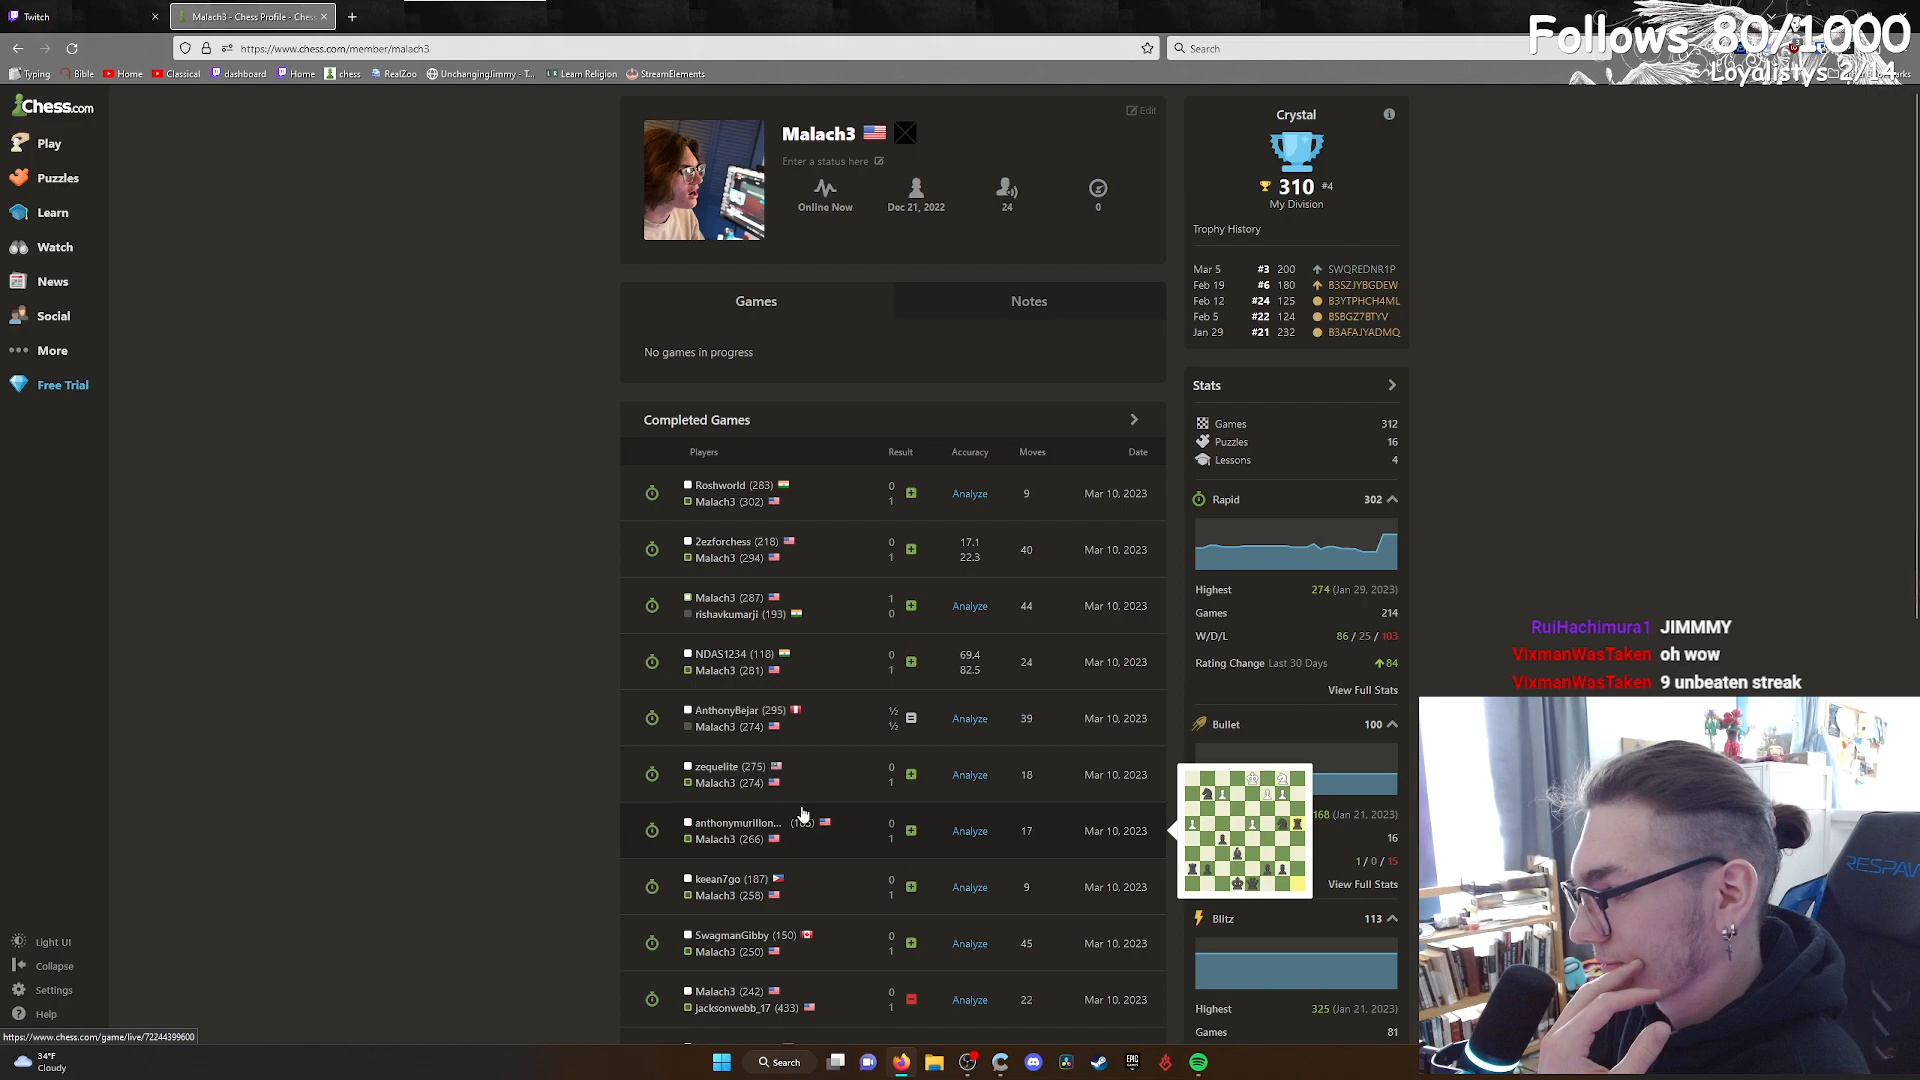 Twitch
Malach3 - Chess Profile - Chess
https://www.chess.com/member/malach3
Search
Follows 80/1000
Loyalistys 2/14
Typing
Bible
Home
Classical
dashboard
Home
chess
RealZoo
UnchangingJimmy - T...
Learn Religion
StreamElements
Chess.com
Play
Puzzles
Learn
Watch
News
Social
More
Free Trial
Light UI
Collapse
Settings
Help
Edit
Malach3
Enter a status here
Online Now
Dec 21, 2022
24
0
Games
Notes
No games in progress
Completed Games
Players Result Accuracy Moves Date
Roshworld (283) 0
Malach3 (302) 1
Analyze 9 Mar 10, 2023
2ezforchess (218) 0 17.1
Malach3 (294) 1 22.3
40 Mar 10, 2023
Malach3 (287) 1
rishavkumarji (193) 0
Analyze 44 Mar 10, 2023
NDAS1234 (118) 0 69.4
Malach3 (281) 1 82.5
24 Mar 10, 2023
AnthonyBejar (295) ½
Malach3 (274) ½
Analyze 39 Mar 10, 2023
zequelite (275) 0
Malach3 (274) 1
Analyze 18 Mar 10, 2023
anthonymurillon... 0
Malach3 (266) 1
Analyze 17 Mar 10, 2023
keean7go (187) 0
Malach3 (258) 1
Analyze 9 Mar 10, 2023
SwagmanGibby (150) 0
Malach3 (250) 1
Analyze 45 Mar 10, 2023
Malach3 (242) 0
jacksonwebb_17 (433) 1
Analyze 22 Mar 10, 2023
Crystal
310 #4
My Division
Trophy History
Mar 5 #3 200 SWQREDNR1P
Feb 19 #6 180 B3SZJYBGDEW
Feb 12 #24 125 B3YTPHCH4ML
Feb 5 #22 124 BSBGZ7BTYV
Jan 29 #21 232 B3AFAJYADMQ
Stats
Games 312
Puzzles 16
Lessons 4
Rapid 302
Highest 274 (Jan 29, 2023)
Games 214
W/D/L 86 / 25 / 103
Rating Change Last 30 Days 84
View Full Stats
Bullet 100
168 (Jan 21, 2023)
16
1 / 0 / 15
View Full Stats
Blitz 113
Highest 325 (Jan 21, 2023)
Games 81
RuiHachimura1 JIMMMY
VixmanWasTaken oh wow
VixmanWasTaken 9 unbeaten streak
RESPAW
https://www.chess.com/game/live/72244399600
34°F
Cloudy
Search
EPIC
GAMES